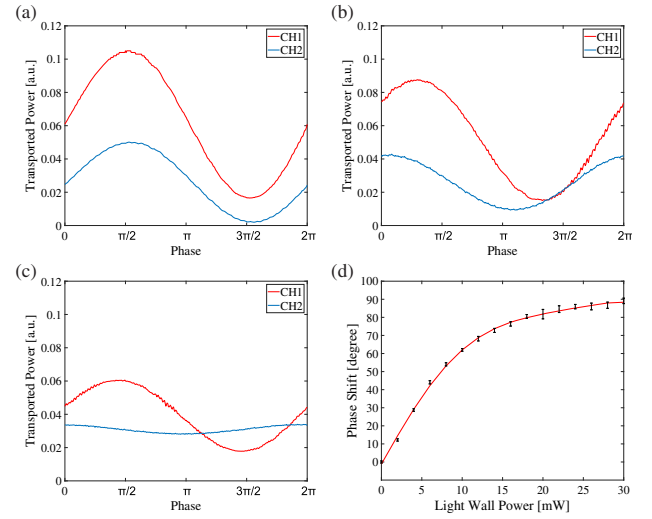 (a)
0.12
0.1
0.08
0.06
0.04
0.02
0
Transported Power [a.u.]
0
π/2
π
3π/2
2π
Phase
CH1
CH2
(b)
0.12
0.1
0.08
0.06
0.04
0.02
0
Transported Power [a.u.]
0
π/2
π
3π/2
2π
Phase
CH1
CH2
(c)
0.12
0.1
0.08
0.06
0.04
0.02
0
Transported Power [a.u.]
0
π/2
π
3π/2
2π
Phase
CH1
CH2
(d)
100
90
80
70
60
50
40
30
20
10
0
Phase Shift [degree]
0
5
10
15
20
25
30
Light Wall Power [mW]